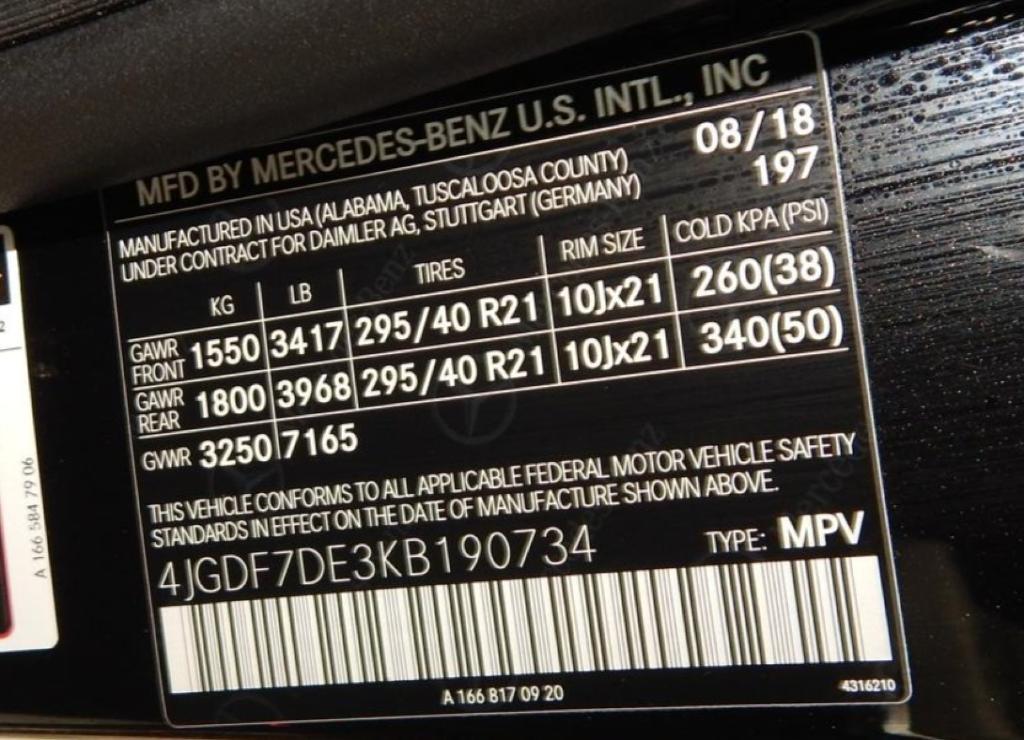 MFD BY MERCEDES-BENZ U.S. INTL., INC
08/18
MANUFACTURED IN USA (ALABAMA, TUSCALOOSA COUNTY)
197
UNDER CONTRACT FOR DAIMLER AG, STUTTGART (GERMANY)
KG LB TIRES RIM SIZE COLD KPA (PSI)
GAWR FRONT 1550 3417 295/40 R21 10Jx21 260(38)
GAWR REAR 1800 3968 295/40 R21 10Jx21 340(50)
GVWR 3250 7165
THIS VEHICLE CONFORMS TO ALL APPLICABLE FEDERAL MOTOR VEHICLE SAFETY
STANDARDS IN EFFECT ON THE DATE OF MANUFACTURE SHOWN ABOVE.
4JGDF7DE3KB190734 TYPE: MPV
A 166 817 09 20
4316210
A 166 584 79 06
2